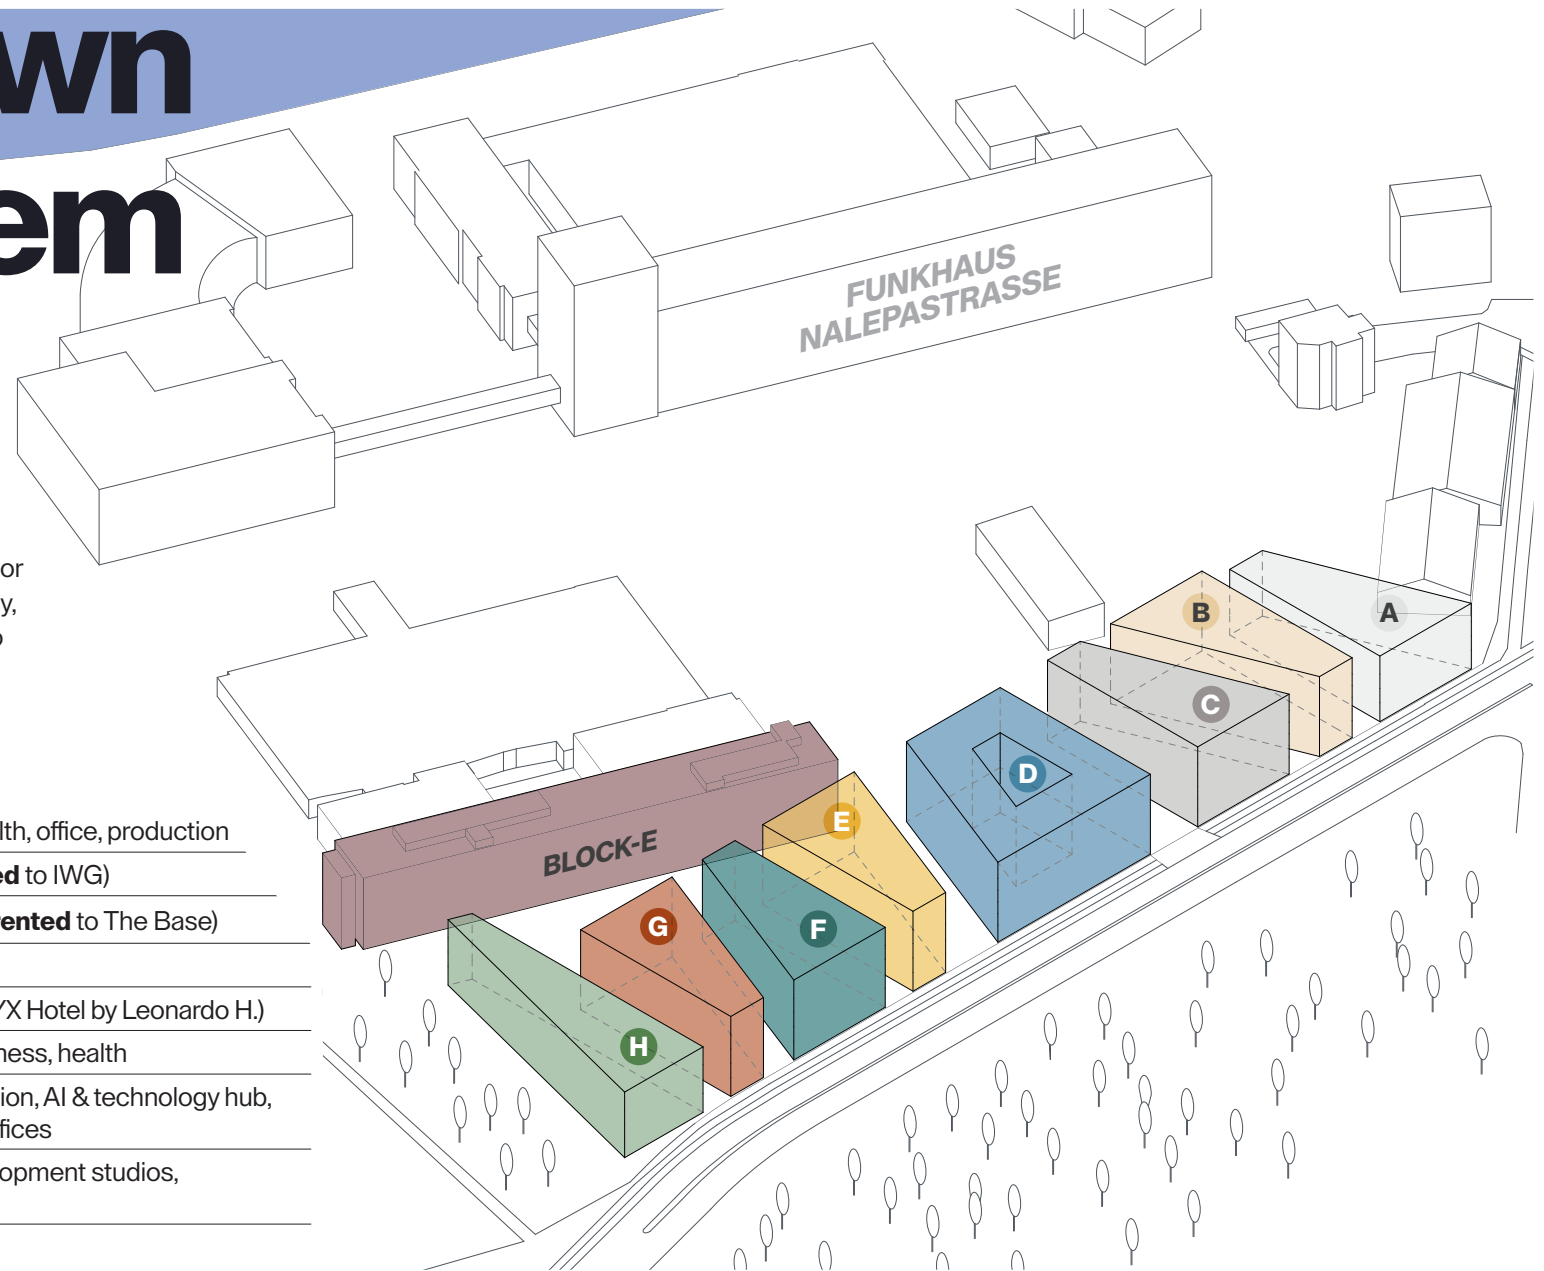 wn
em
or
y,
FUNKHAUS
NALEPASTRASSE
B
A
C
D
E
BLOCK-E
G
F
H
lth, office, production
ed to IWG)
rented to The Base)
YX Hotel by Leonardo H.)
ness, health
ion, AI & technology hub,
fices
opment studios,